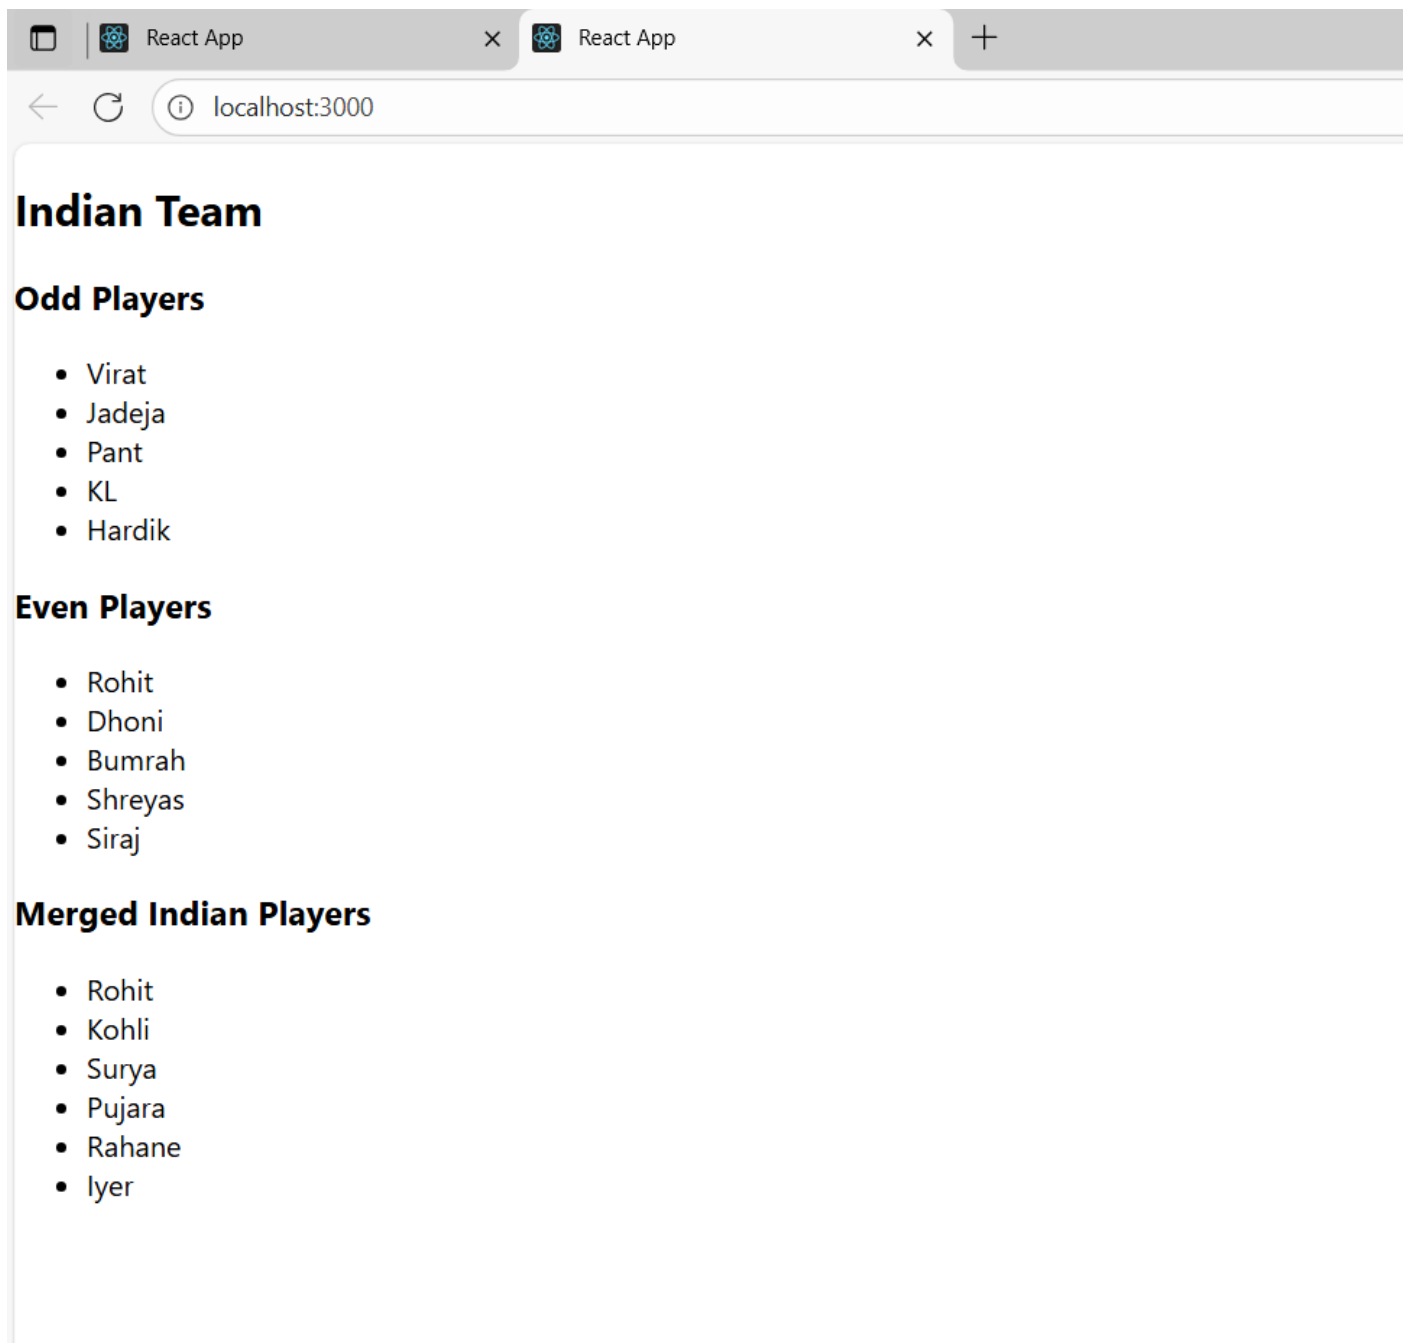 React App
React App
localhost:3000
Indian Team
Odd Players
Virat
Jadeja
Pant
KL
Hardik
Even Players
Rohit
Dhoni
Bumrah
Shreyas
Siraj
Merged Indian Players
Rohit
Kohli
Surya
Pujara
Rahane
Iyer